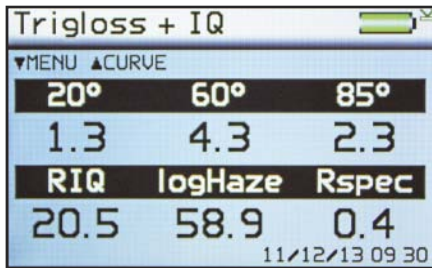 Trigloss + IQ
▼MENU ▲CURVE
20° 60° 85°
1.3 4.3 2.3
RIQ logHaze Rspec
20.5 58.9 0.4
11/12/13 09 30